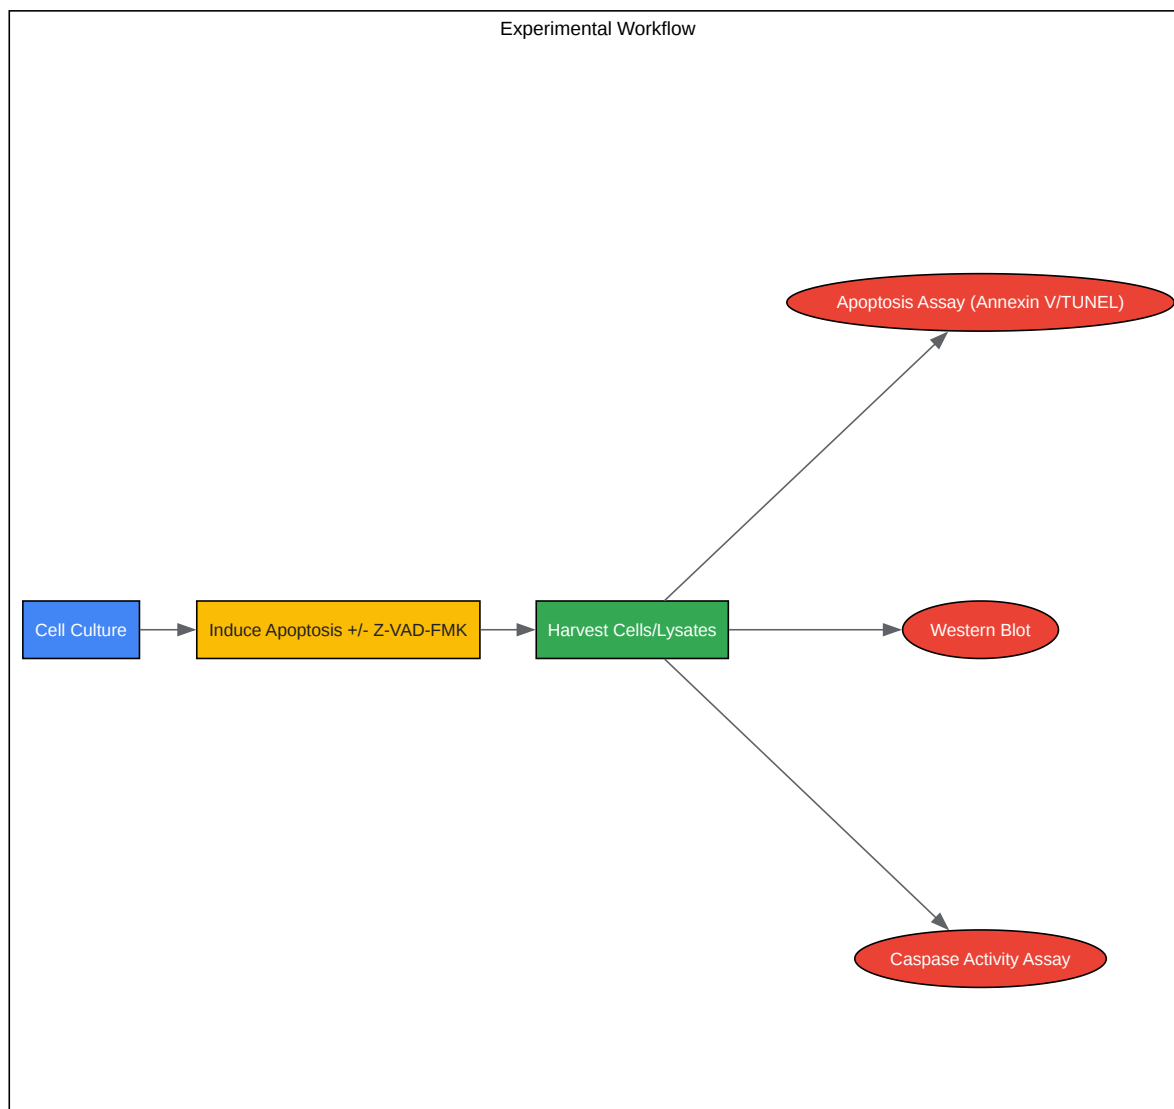 Experimental Workflow
Apoptosis Assay (Annexin V/TUNEL)
Cell Culture
Induce Apoptosis +/- Z-VAD-FMK
Harvest Cells/Lysates
Western Blot
Caspase Activity Assay